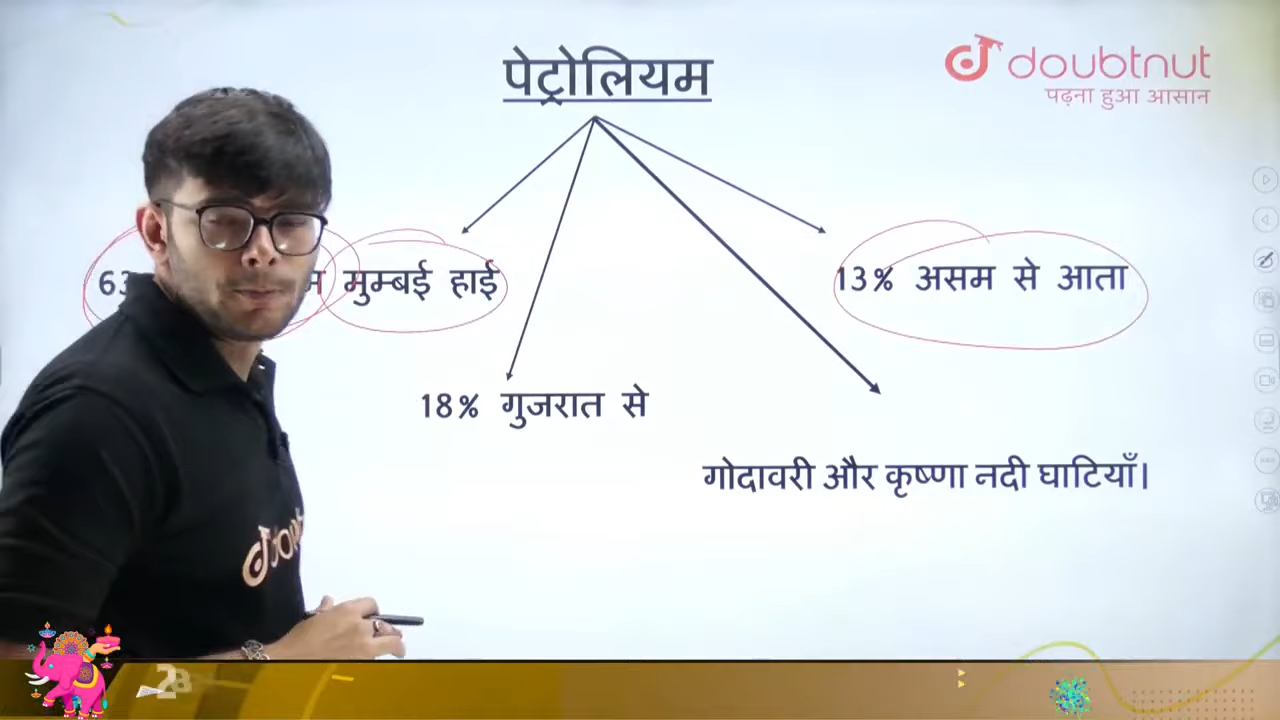 पेट्रोलियम
doubtnut
पढ़ना हुआ आसान
मुम्बई हाई
13% असम से आता
18% गुजरात से
गोदावरी और कृष्णा नदी घाटियाँ।